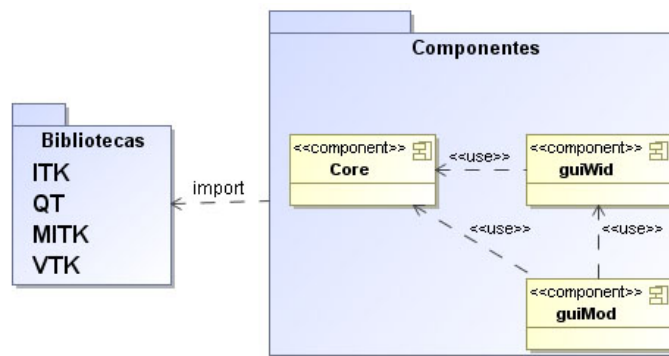 Componentes
Bibliotecas
ITK
QT
MITK
VTK
import
<<component>>
Core
<<use>>
<<component>>
guiWid
<<use>>
<<use>>
<<component>>
guiMod